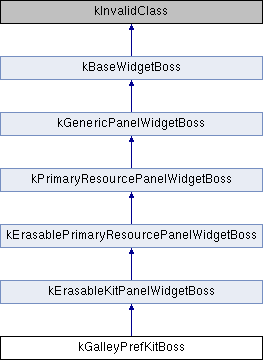 kInvalidClass
kBaseWidgetBoss
kGenericPanelWidgetBoss
kPrimaryResourcePanelWidgetBoss
kErasablePrimaryResourcePanelWidgetBoss
kErasableKitPanelWidgetBoss
kGalleyPrefKitBoss